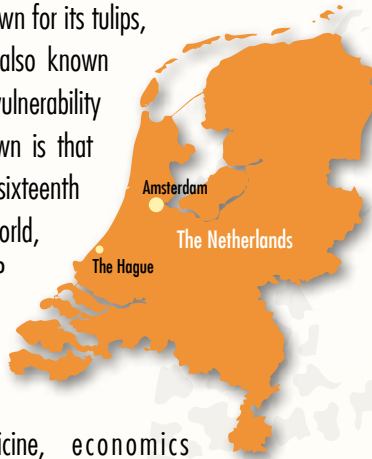 wn for its tulips,
also known
vulnerability
wn is that
sixteenth
orld,
Amsterdam
The Netherlands
The Hague
icine, economics